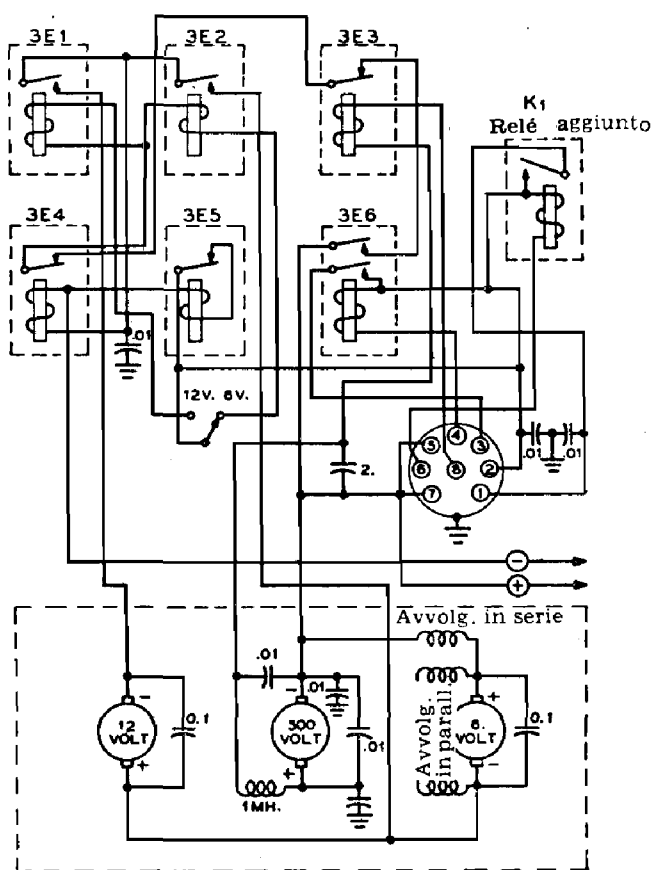 3E1
3E2
3E3
K1
Relé aggiunto
3E4
3E5
3E6
.01
12V. 6V.
5
4
3
6
8
2
7
1
2.
.01
.01
−
+
Avvolg. in serie
.01
.01
−
+
−
+
12 VOLT
0.1
500 VOLT
.01
Avvolg. in parall.
6. VOLT
0.1
+
−
1MH.